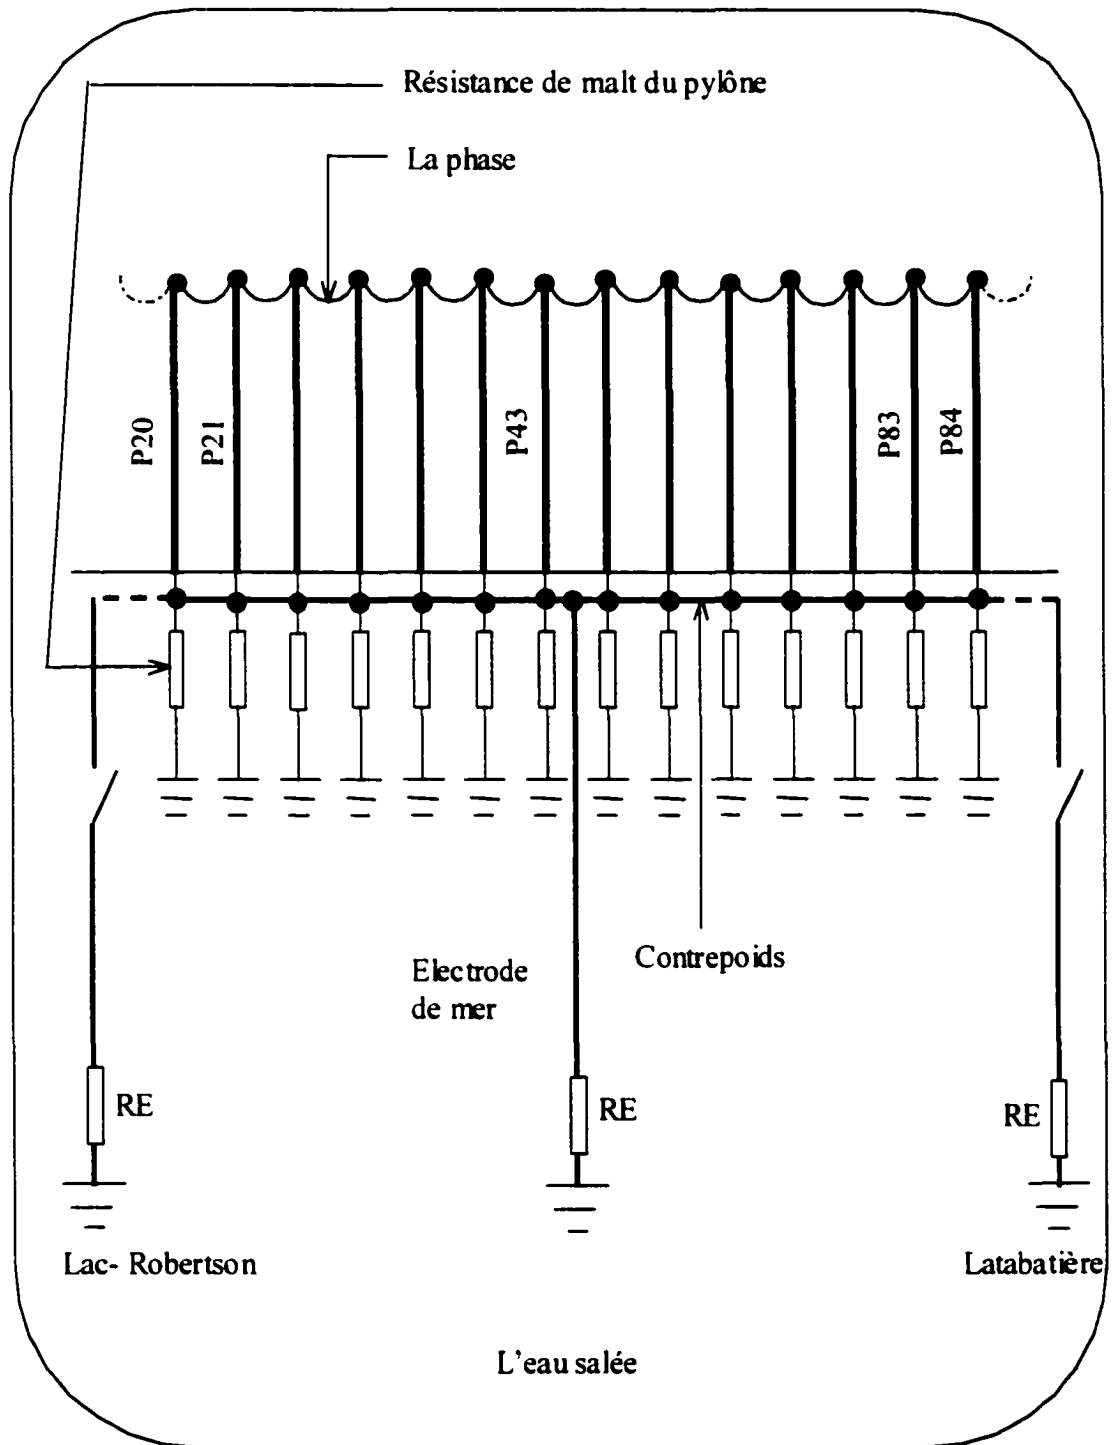 Résistance de malt du pylône
La phase
P20
P21
P43
P83
P84
Contrepoids
Electrode
de mer
RE
RE
RE
Lac- Robertson
Latabatière
L'eau salée